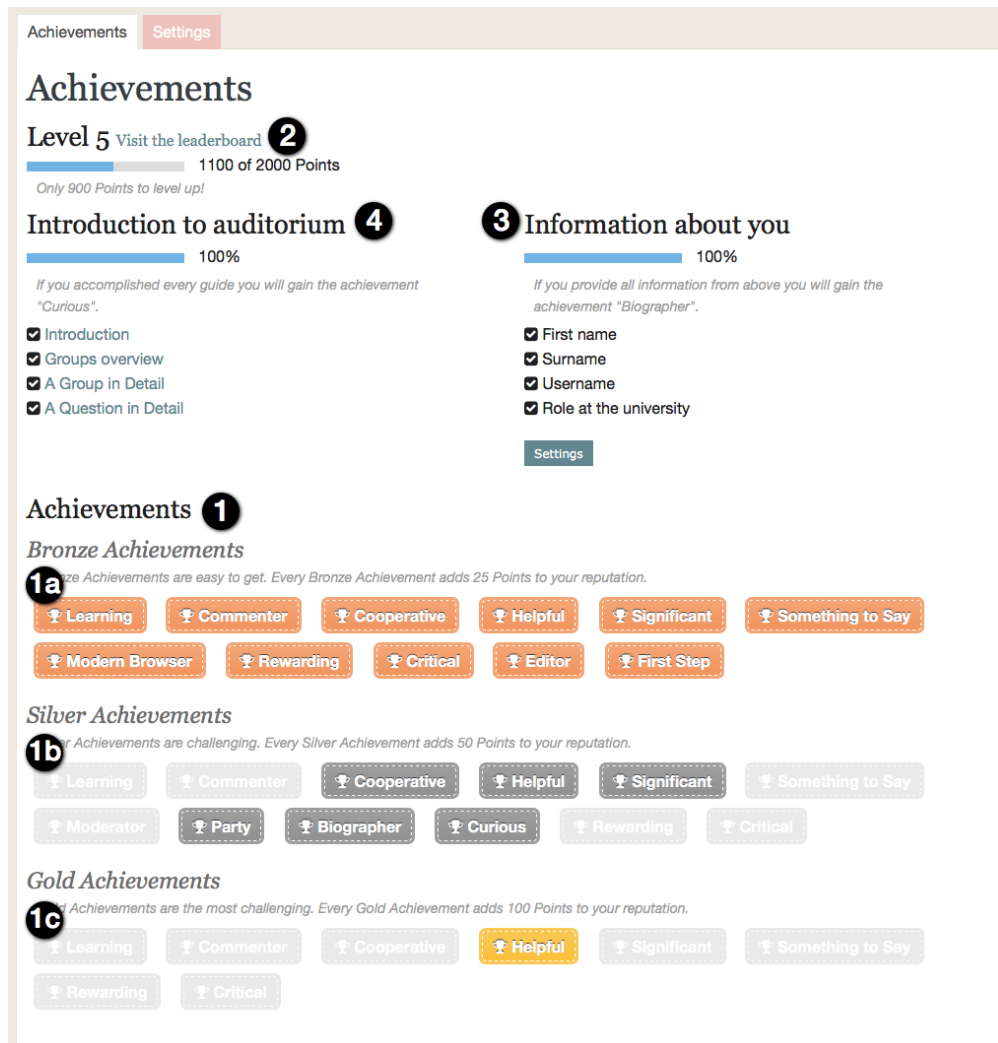 Achievements Settings
Achievements
Level 5 Visit the leaderboard 2
1100 of 2000 Points
Only 900 Points to level up!
Introduction to auditorium 4
100%
If you accomplished every guide you will gain the achievement
"Curious".
Introduction
Groups overview
A Group in Detail
A Question in Detail
3 Information about you
100%
If you provide all information from above you will gain the
achievement "Biographer".
First name
Surname
Username
Role at the university
Settings
Achievements 1
Bronze Achievements
1a
Achievements are easy to get. Every Bronze Achievement adds 25 Points to your reputation.
Learning Commenter Cooperative Helpful Significant Something to Say
Modern Browser Rewarding Critical Editor First Step
Silver Achievements
1b
Achievements are challenging. Every Silver Achievement adds 50 Points to your reputation.
Learning Commenter Cooperative Helpful Significant Something to Say
Moderator Party Biographer Curious Rewarding Critical
Gold Achievements
1c
Achievements are the most challenging. Every Gold Achievement adds 100 Points to your reputation.
Learning Commenter Cooperative Helpful Significant Something to Say
Rewarding Critical